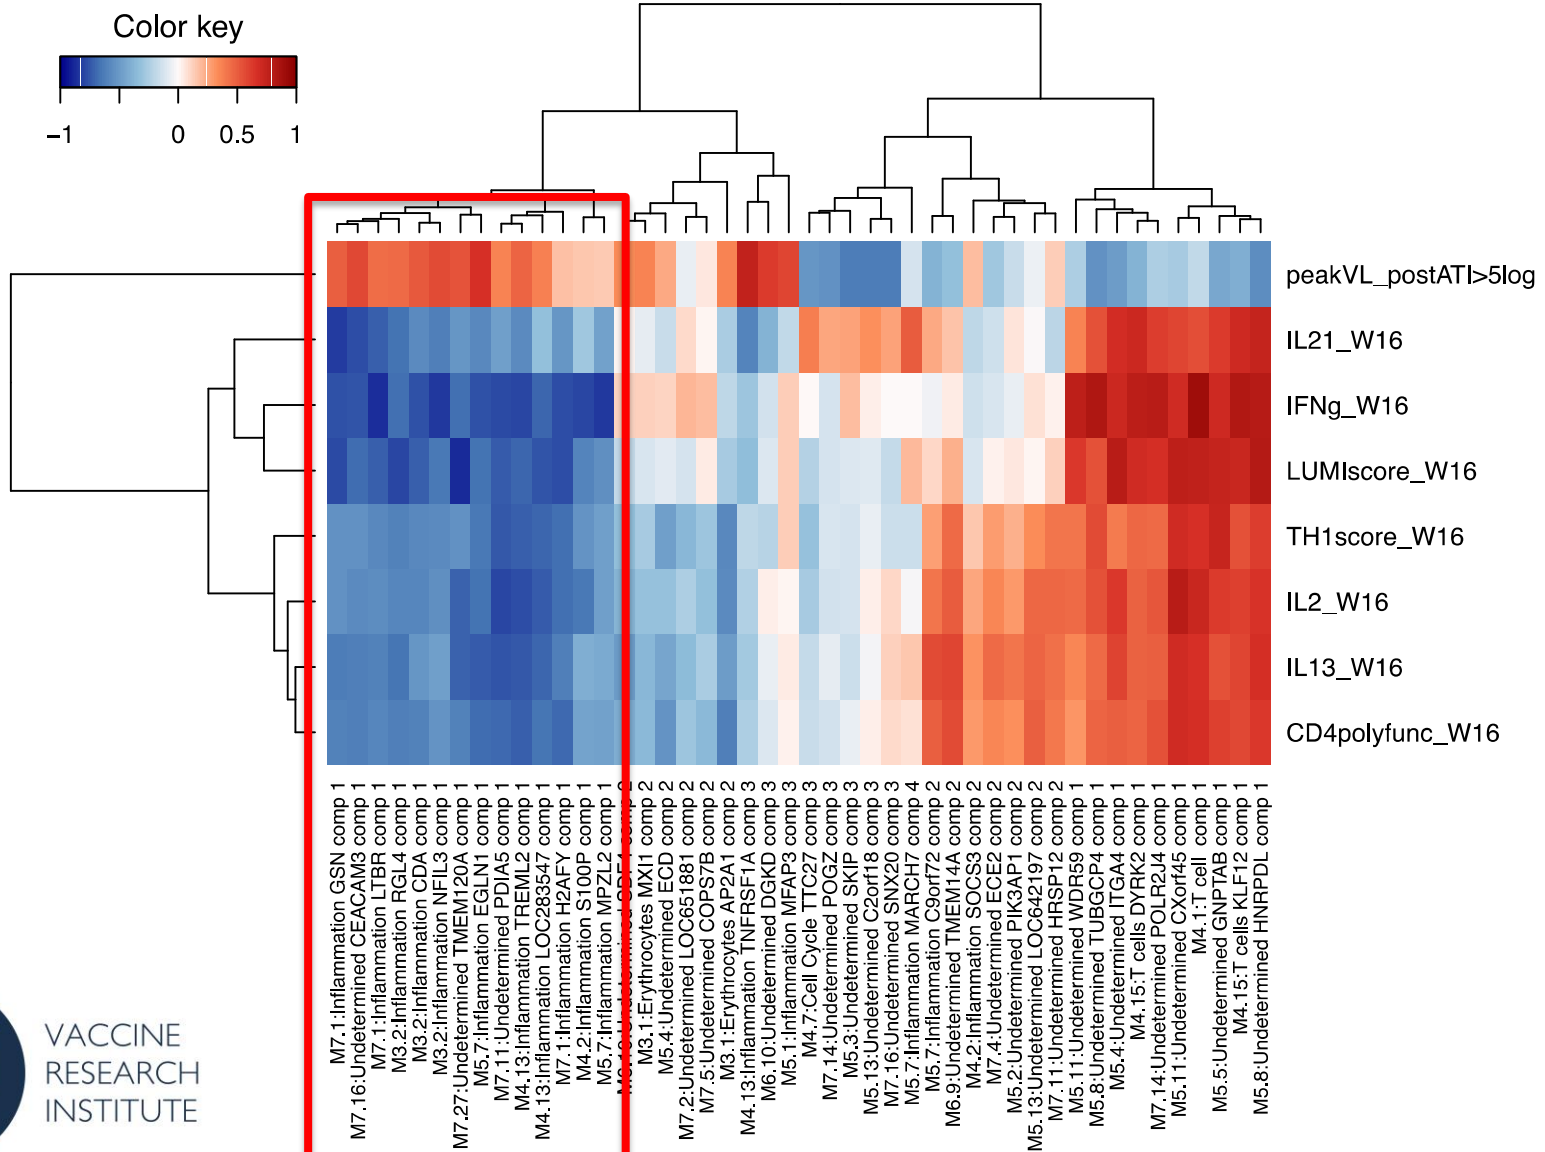 Color key
−1 0 0.5 1
peakVL_postATI>5log
IL21_W16
IFNg_W16
LUMIscore_W16
TH1score_W16
IL2_W16
IL13_W16
CD4polyfunc_W16
M7.1:Inflammation GSN comp 1
M7.16:Undetermined CEACAM3 comp 1
M7.1:Inflammation LTBR comp 1
M3.2:Inflammation RGL4 comp 1
M3.2:Inflammation CDA comp 1
M3.2:Inflammation NFIL3 comp 1
M7.27:Undetermined TMEM120A comp 1
M5.7:Inflammation EGLN1 comp 1
M7.11:Undetermined PDIA5 comp 1
M4.13:Inflammation TREML2 comp 1
M4.13:Inflammation LOC283547 comp 1
M7.1:Inflammation H2AFY comp 1
M4.2:Inflammation S100P comp 1
M5.7:Inflammation MPZL2 comp 1
comp 2
M3.1:Erythrocytes MXI1 comp 2
M5.4:Undetermined ECD comp 2
M7.2:Undetermined LOC651881 comp 2
M7.5:Undetermined COPS7B comp 2
M3.1:Erythrocytes AP2A1 comp 2
M4.13:Inflammation TNFRSF1A comp 3
M6.10:Undetermined DGKD comp 3
M5.1:Inflammation MFAP3 comp 3
M4.7:Cell Cycle TTC27 comp 3
M7.14:Undetermined POGZ comp 3
M5.3:Undetermined SKIP comp 3
M5.13:Undetermined C2orf18 comp 3
M7.16:Undetermined SNX20 comp 3
M5.7:Inflammation MARCH7 comp 4
M5.7:Inflammation C9orf72 comp 2
M6.9:Undetermined TMEM14A comp 2
M4.2:Inflammation SOCS3 comp 2
M7.4:Undetermined ECE2 comp 2
M5.2:Undetermined PIK3AP1 comp 2
M5.13:Undetermined LOC642197 comp 2
M7.11:Undetermined HRSP12 comp 2
M5.11:Undetermined WDR59 comp 1
M5.8:Undetermined TUBGCP4 comp 1
M5.4:Undetermined ITGA4 comp 1
M4.15:T cells DYRK2 comp 1
M7.14:Undetermined POLR2J4 comp 1
M5.11:Undetermined CXorf45 comp 1
M4.1:T cell  comp 1
M5.5:Undetermined GNPTAB comp 1
M4.15:T cells KLF12 comp 1
M5.8:Undetermined HNRPDL comp 1
VACCINE
RESEARCH
INSTITUTE